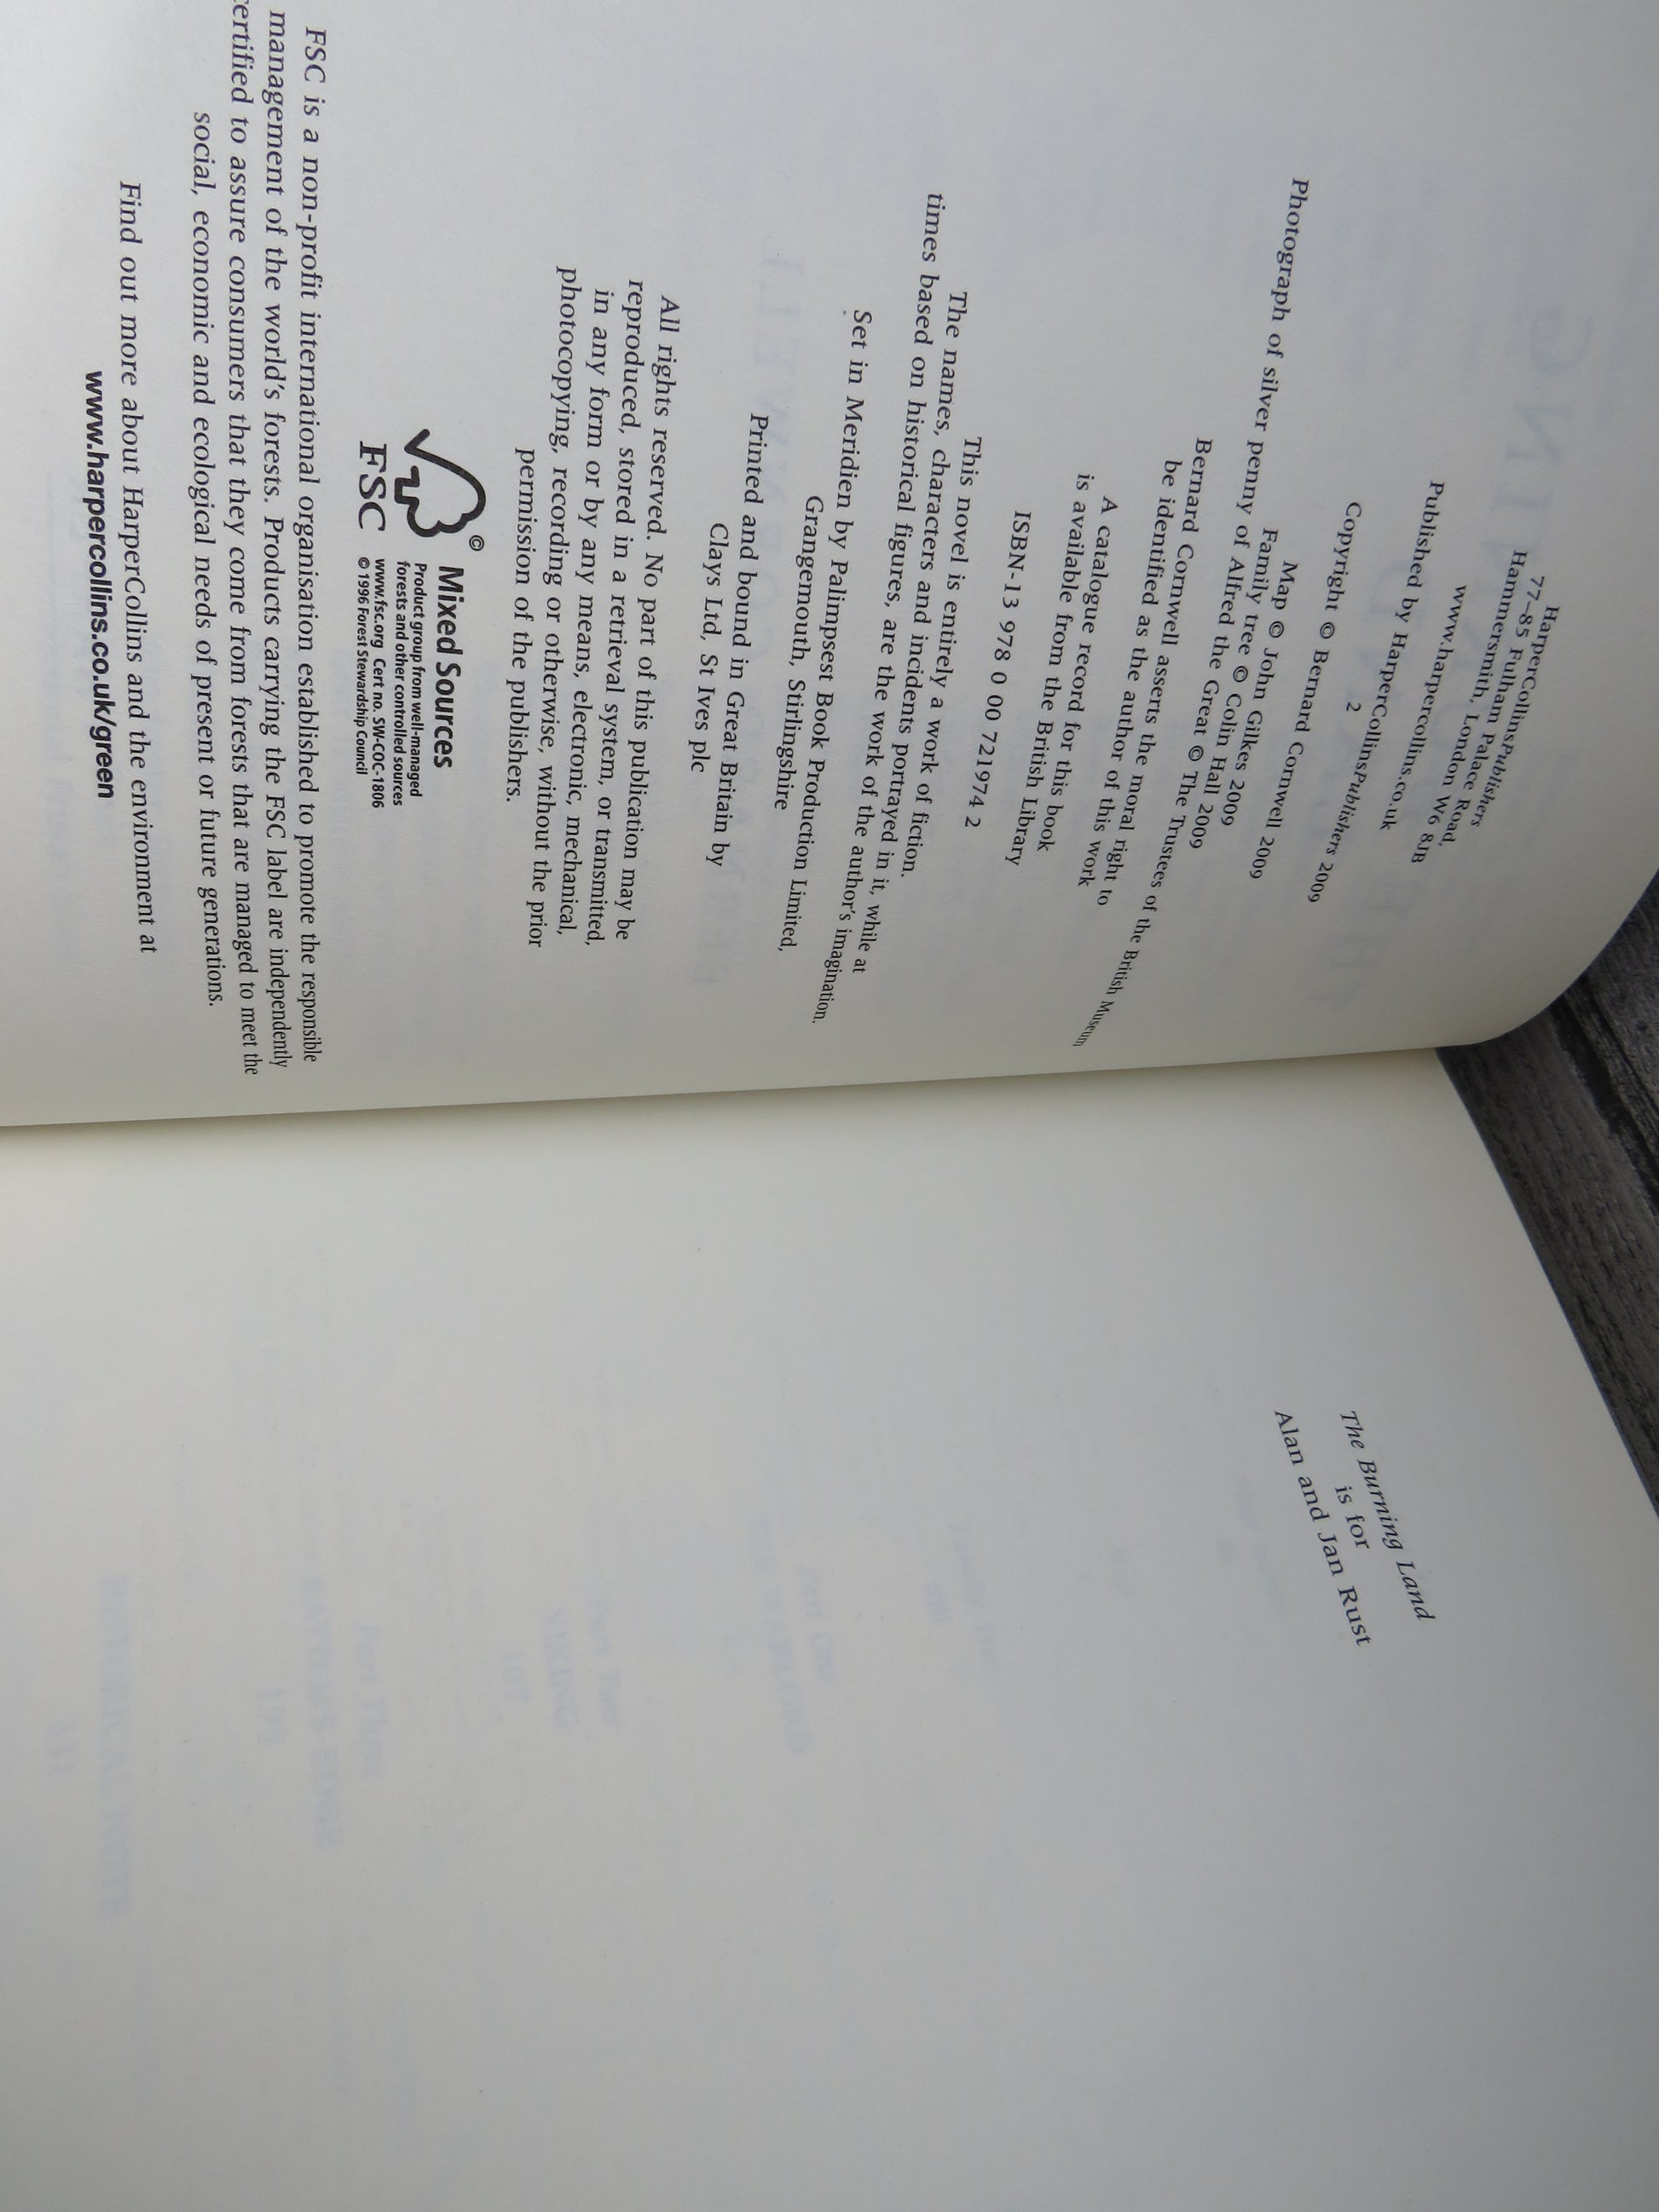 HarperCollinsPublishers
77–85 Fulham Palace Road,
Hammersmith, London W6 8JB
www.harpercollins.co.uk
Published by HarperCollinsPublishers 2009
2
Copyright © Bernard Cornwell 2009
Map © John Gilkes 2009
Family tree © Colin Hall 2009
Photograph of silver penny of Alfred the Great © The Trustees of the British Museum
Bernard Cornwell asserts the moral right to
be identified as the author of this work
A catalogue record for this book
is available from the British Library
ISBN-13 978 0 00 721974 2
This novel is entirely a work of fiction.
The names, characters and incidents portrayed in it, while at
times based on historical figures, are the work of the author's imagination.
Set in Meridien by Palimpsest Book Production Limited,
Grangemouth, Stirlingshire
Printed and bound in Great Britain by
Clays Ltd, St Ives plc
All rights reserved. No part of this publication may be
reproduced, stored in a retrieval system, or transmitted,
in any form or by any means, electronic, mechanical,
photocopying, recording or otherwise, without the prior
permission of the publishers.
©
FSC
Mixed Sources
Product group from well-managed
forests and other controlled sources
www.fsc.org Cert no. SW-COC-1806
© 1996 Forest Stewardship Council
FSC is a non-profit international organisation established to promote the responsible
management of the world's forests. Products carrying the FSC label are independently
certified to assure consumers that they come from forests that are managed to meet the
social, economic and ecological needs of present or future generations.
Find out more about HarperCollins and the environment at
www.harpercollins.co.uk/green
The Burning Land
is for
Alan and Jan Rust